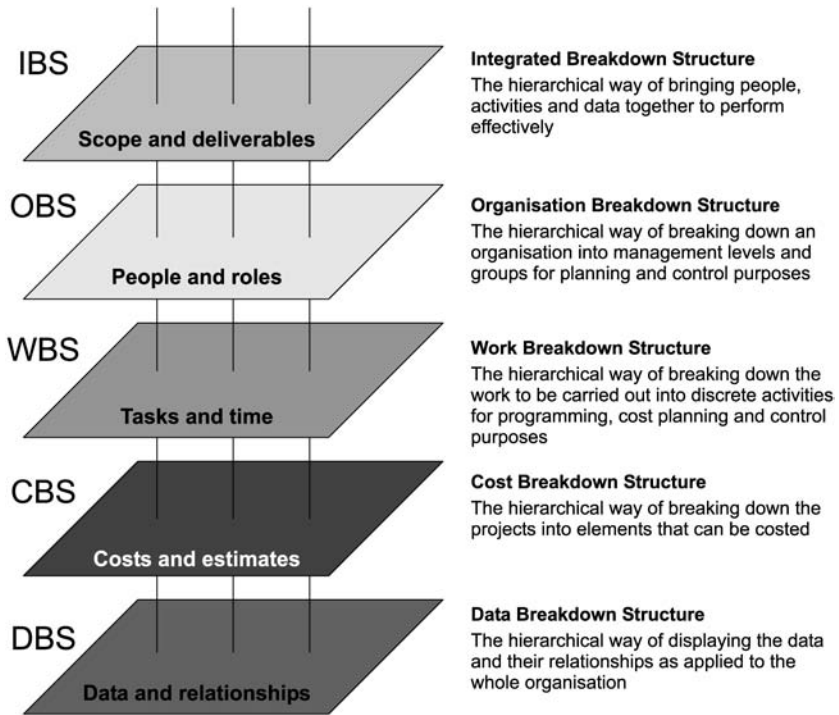 IBS
Scope and deliverables
Integrated Breakdown Structure
The hierarchical way of bringing people,
activities and data together to perform
effectively
OBS
People and roles
Organisation Breakdown Structure
The hierarchical way of breaking down an
organisation into management levels and
groups for planning and control purposes
WBS
Tasks and time
Work Breakdown Structure
The hierarchical way of breaking down the
work to be carried out into discrete activities
for programming, cost planning and control
purposes
CBS
Costs and estimates
Cost Breakdown Structure
The hierarchical way of breaking down the
projects into elements that can be costed
DBS
Data and relationships
Data Breakdown Structure
The hierarchical way of displaying the data
and their relationships as applied to the
whole organisation